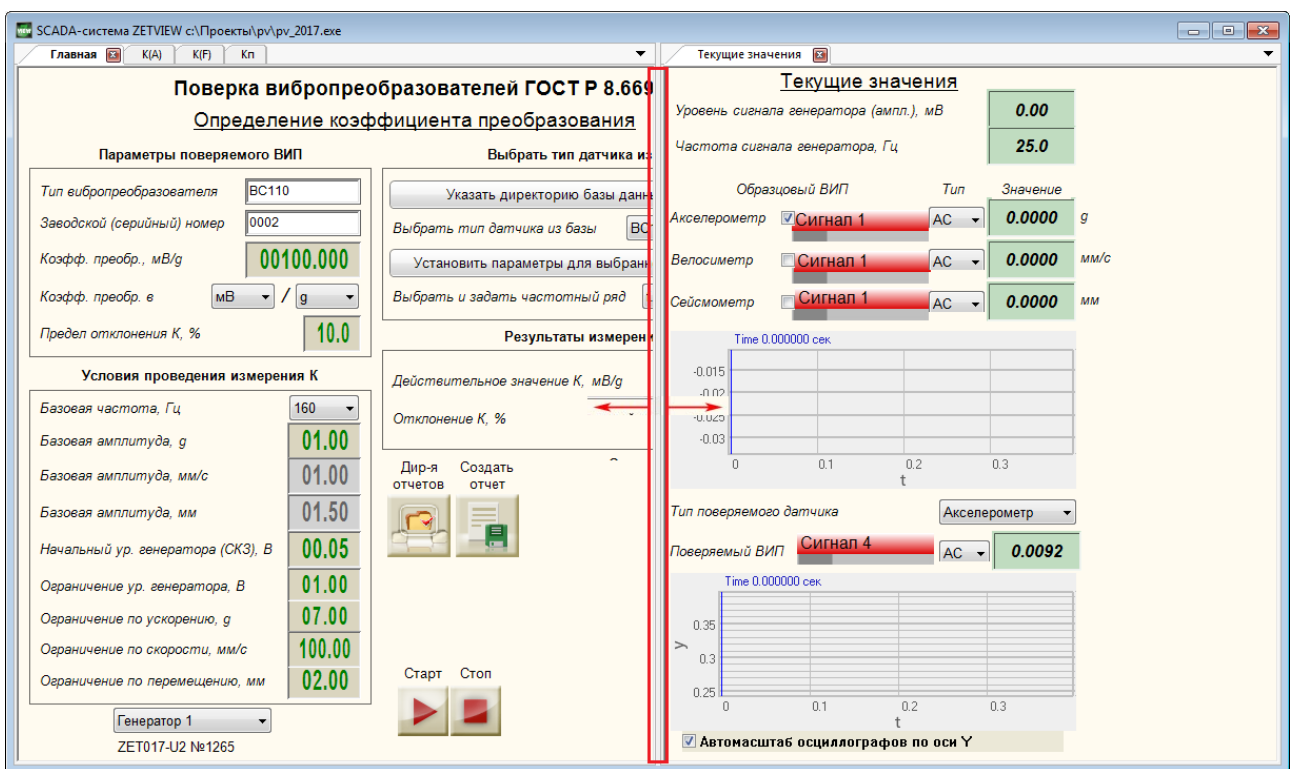 SCADA-система ZETVIEW c:\Проекты\pv\pv_2017.exe
Главная K(A) K(F) Кп
Поверка вибропреобразователей ГОСТ Р 8.669
Определение коэффициента преобразования
Параметры поверяемого ВИП
Тип вибропреобразователя BC110
Заводской (серийный) номер 0002
Коэфф. преобр., мВ/g 00100.000
Коэфф. преобр. в мВ / g
Предел отклонения К, % 10.0
Условия проведения измерения К
Базовая частота, Гц 160
Базовая амплитуда, g 01.00
Базовая амплитуда, мм/с 01.00
Базовая амплитуда, мм 01.50
Начальный ур. генератора (СКЗ), В 00.05
Ограничение ур. генератора, В 01.00
Ограничение по ускорению, g 07.00
Ограничение по скорости, мм/с 100.00
Ограничение по перемещению, мм 02.00
Генератор 1
ZET017-U2 №1265
Выбрать тип датчика из
Указать директорию базы данн
Выбрать тип датчика из базы BC
Установить параметры для выбранн
Выбрать и задать частотный ряд
Результаты измерен
Действительное значение К, мВ/g
Отклонение К, %
Дир-я Создать
отчетов отчет
Старт Стоп
Текущие значения
Текущие значения
Уровень сигнала генератора (ампл.), мВ 0.00
Частота сигнала генератора, Гц 25.0
Образцовый ВИП Тип Значение
Акселерометр Сигнал 1 AC 0.0000 g
Велосиметр Сигнал 1 AC 0.0000 мм/с
Сейсмометр Сигнал 1 AC 0.0000 мм
Time 0.000000 сек
-0.015
-0.02
-0.025
-0.03
0 0.1 0.2 0.3
t
Тип поверяемого датчика Акселерометр
Поверяемый ВИП Сигнал 4 AC 0.0092
Time 0.000000 сек
0.35
y
0.3
0.25
0 0.1 0.2 0.3
t
Автомасштаб осциллографов по оси Y